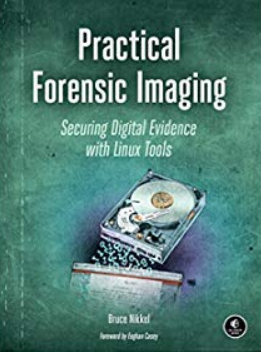 Practical
Forensic Imaging
Securing Digital Evidence
with Linux Tools
Bruce Nikkel
foreword by Eoghan Casey